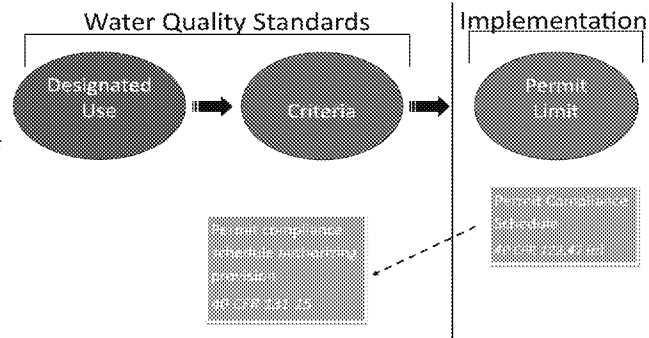 Water Quality Standards
Implementation
Designated
Use
Criteria
Permit
Limit
Permit compliance
schedule authorizing
provision
40 CFR 131.15
Permit Compliance
Schedule
40 CFR 122.47